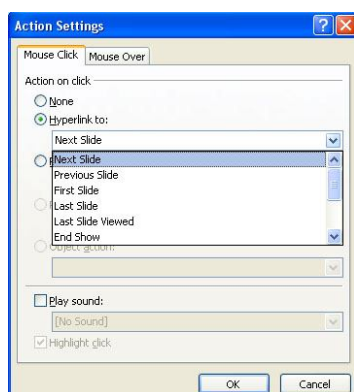 Action Settings
Mouse Click Mouse Over
Action on click
None
Hyperlink to:
Next Slide
Next Slide
Previous Slide
First Slide
Last Slide
Last Slide Viewed
End Show
Object action:
Play sound:
[No Sound]
Highlight click
OK Cancel